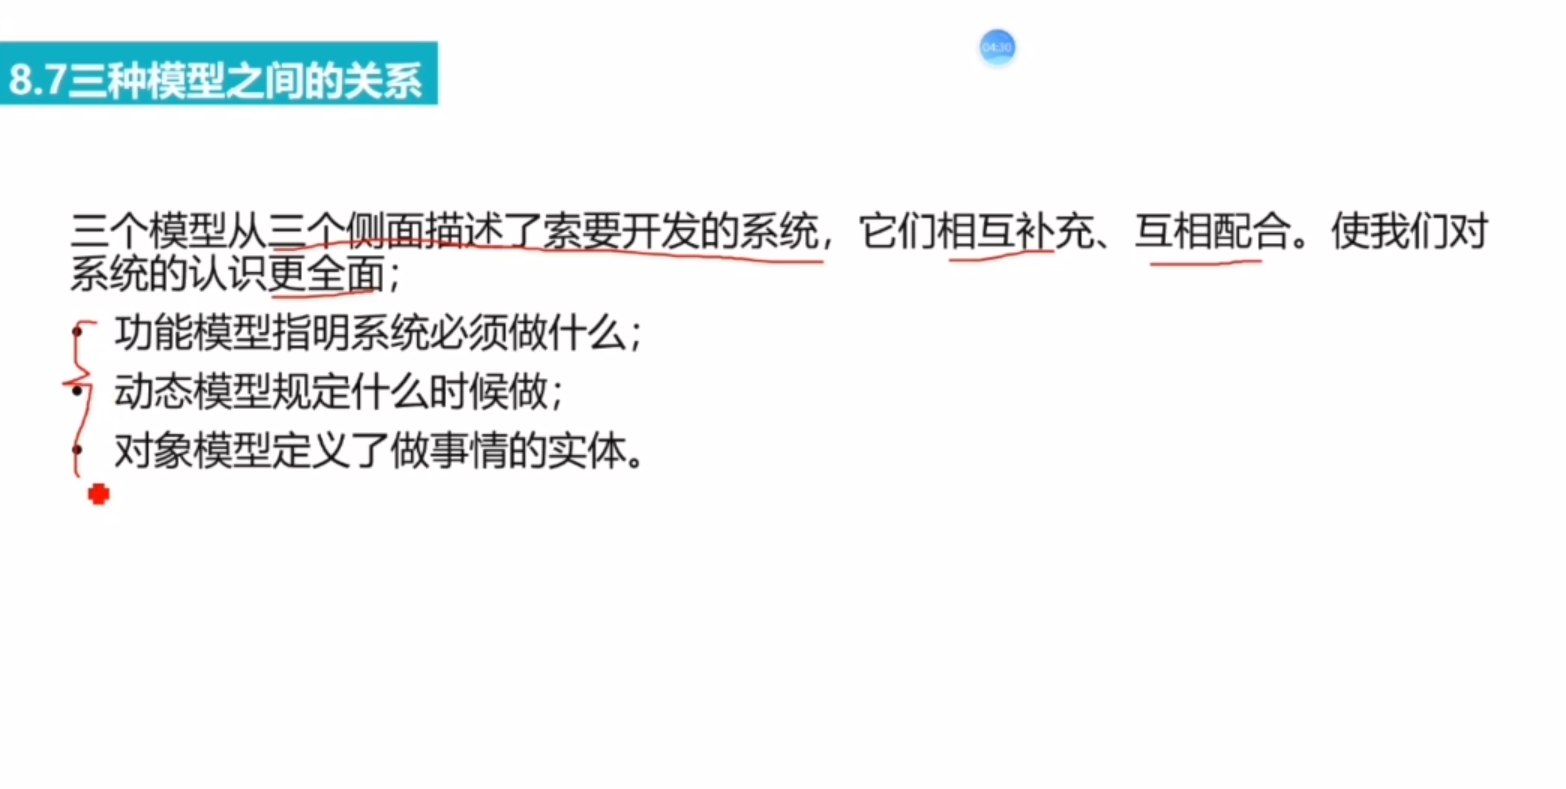 04:30
8.7三种模型之间的关系
三个模型从三个侧面描述了索要开发的系统，它们相互补充、互相配合。使我们对
系统的认识更全面；
• 功能模型指明系统必须做什么；
• 动态模型规定什么时候做；
• 对象模型定义了做事情的实体。